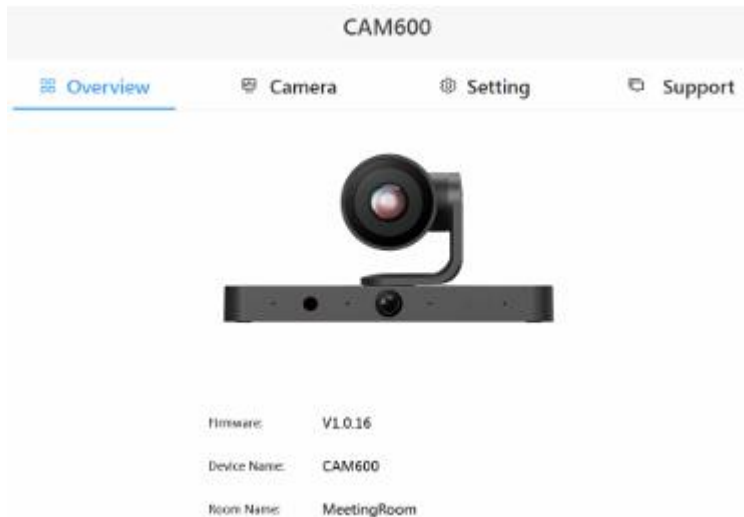 CAM600
Overview Camera Setting Support
Firmware: V1.0.16
Device Name: CAM600
Room Name: MeetingRoom